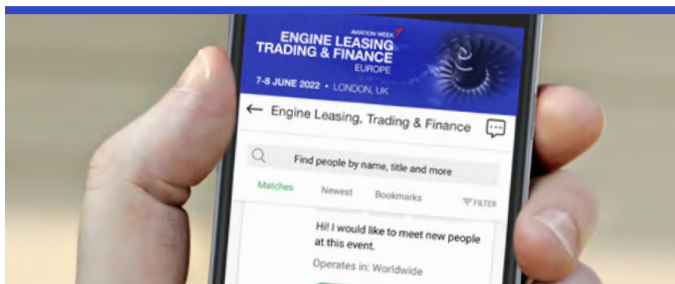 AVIATION WEEK
ENGINE LEASING
TRADING & FINANCE
EUROPE
7-8 JUNE 2022 • LONDON, UK
Engine Leasing, Trading & Finance
Find people by name, title and more
Matches Newest Bookmarks FILTER
Hi! I would like to meet new people
at this event.
Operates in: Worldwide